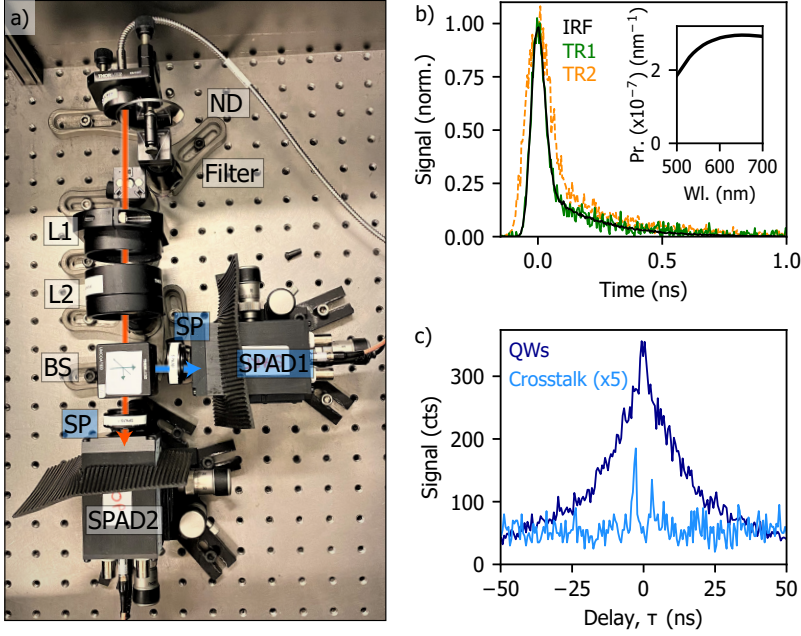 a)
ND
Filter
L1
L2
SP
BS
SPAD1
SP
SPAD2
b)
Signal (norm.)
1.00
0.75
0.50
0.25
0.00
0.0
0.5
1.0
Time (ns)
IRF
TR1
TR2
Pr. (x10⁻⁷) (nm⁻¹)
2
0
500
600
700
Wl. (nm)
c)
Signal (cts)
300
200
100
0
QWs
Crosstalk (x5)
−50
−25
0
25
50
Delay, τ (ns)